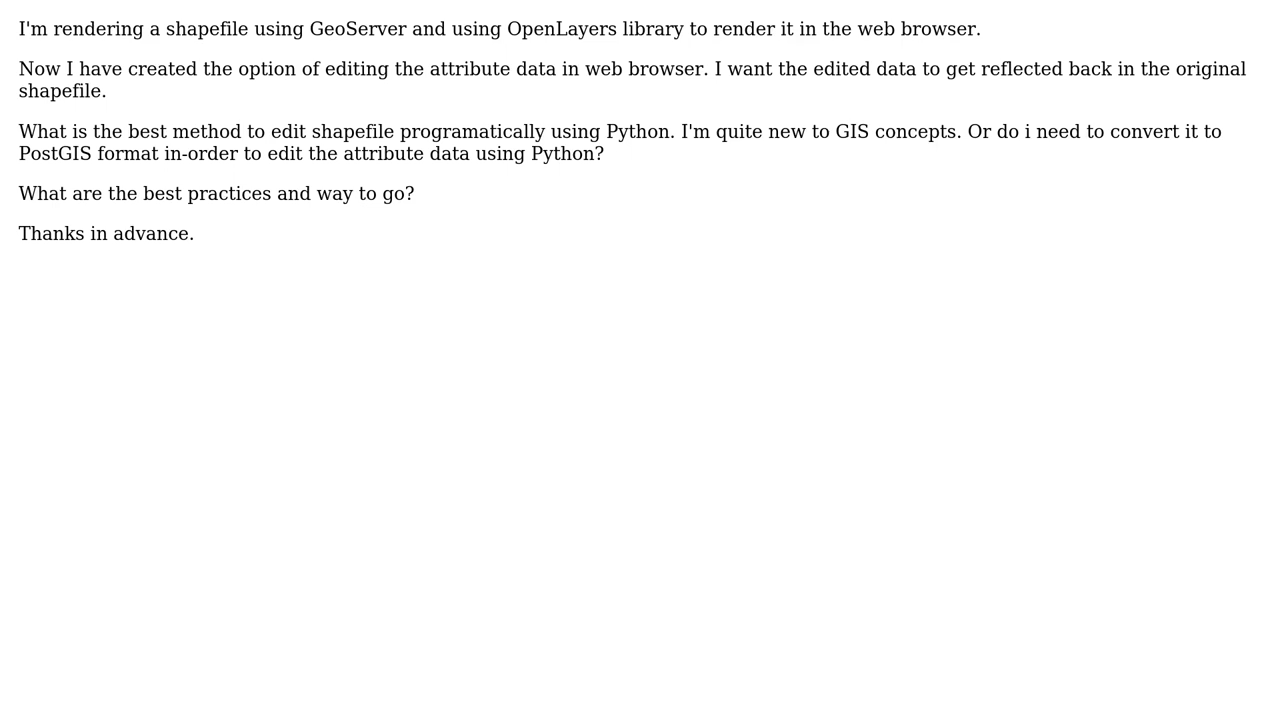 I'm rendering a shapefile using GeoServer and using OpenLayers library to render it in the web browser.
Now I have created the option of editing the attribute data in web browser. I want the edited data to get reflected back in the original
shapefile.
What is the best method to edit shapefile programatically using Python. I'm quite new to GIS concepts. Or do i need to convert it to
PostGIS format in-order to edit the attribute data using Python?
What are the best practices and way to go?
Thanks in advance.